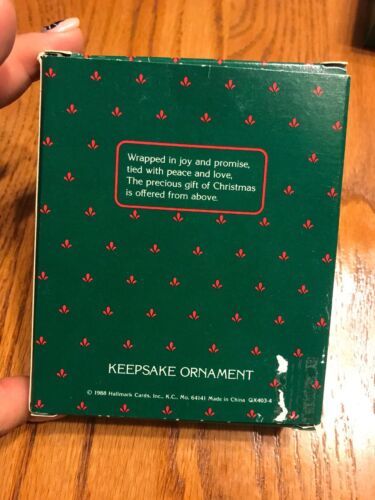 Wrapped in joy and promise,
tied with peace and love,
The precious gift of Christmas
is offered from above.
KEEPSAKE ORNAMENT
© 1988 Hallmark Cards, Inc., K.C., Mo. 64141 Made in China QX403-4